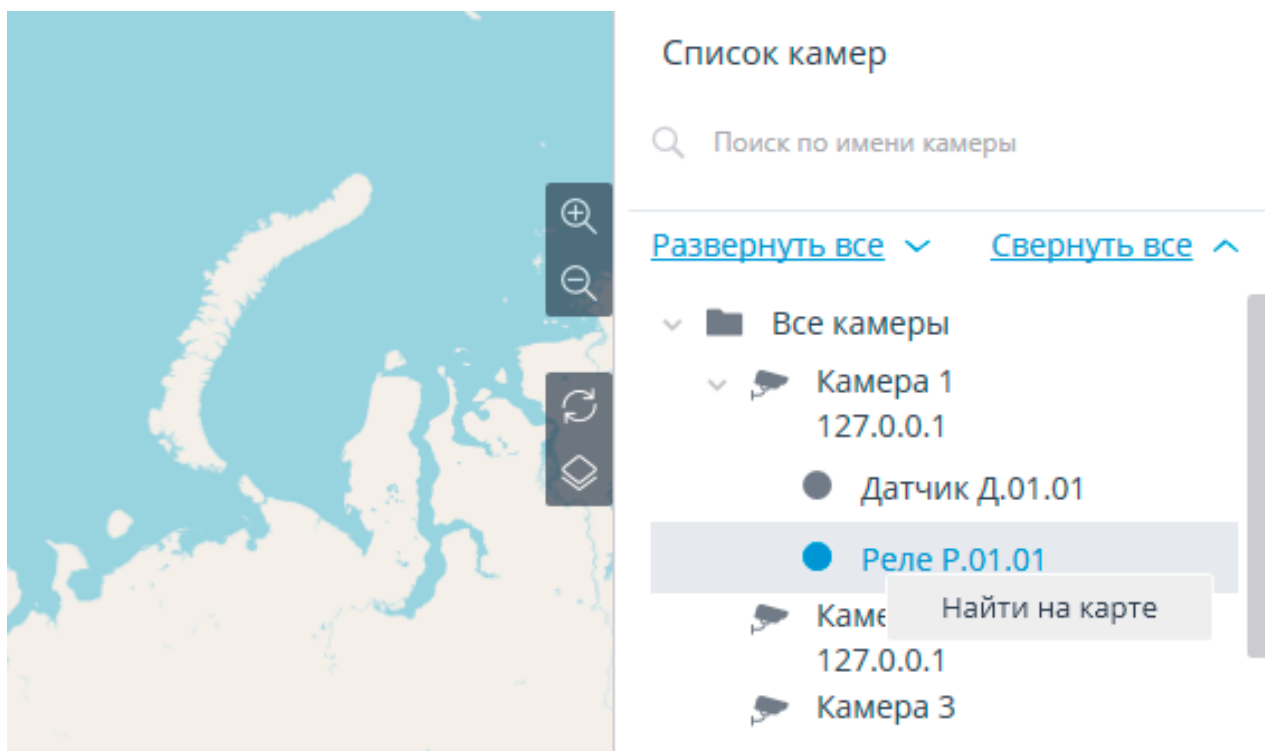 Список камер
Поиск по имени камеры
Развернуть все Свернуть все
Все камеры
Камера 1
127.0.0.1
Датчик Д.01.01
Реле Р.01.01
Найти на карте
127.0.0.1
Камера 3